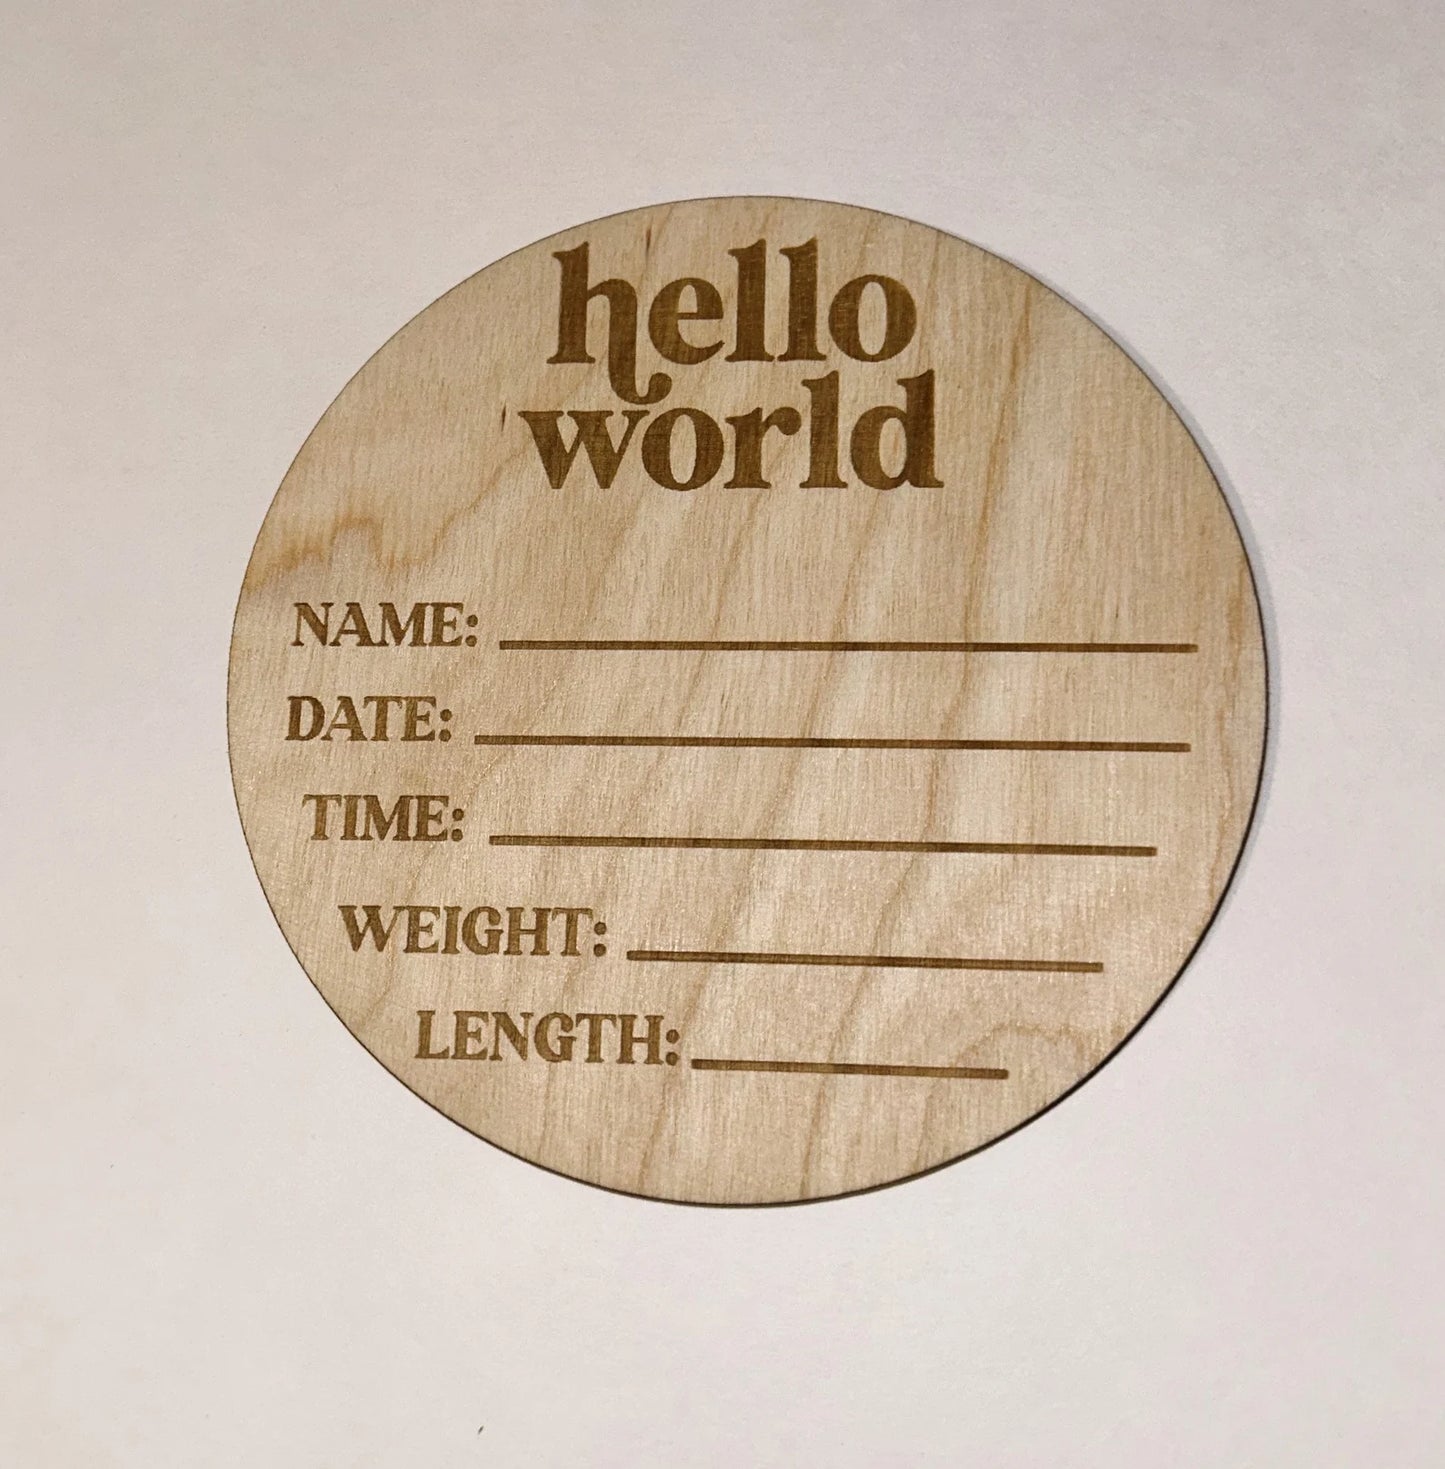 hello
world
NAME:
DATE:
TIME:
WEIGHT:
LENGTH: